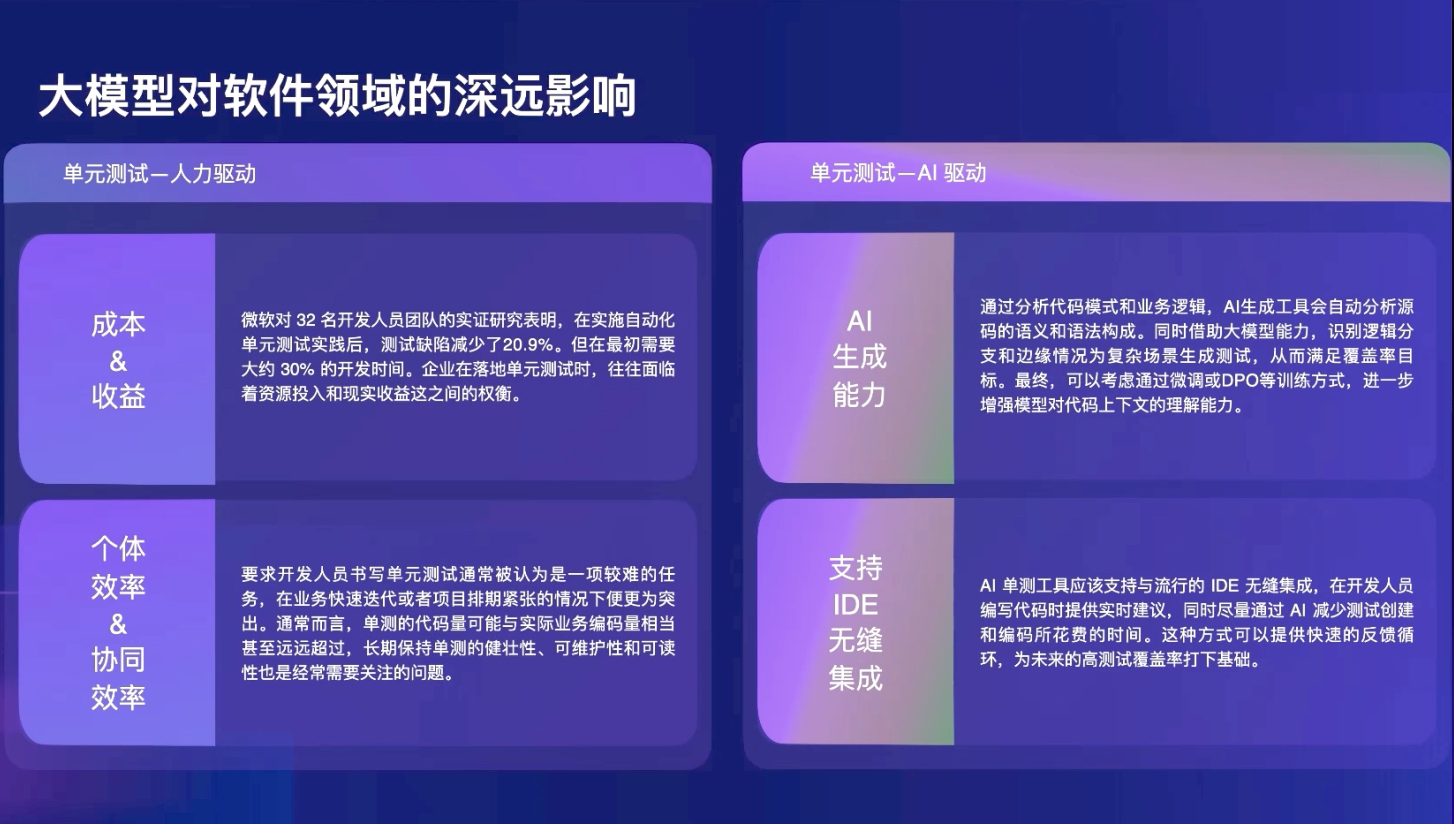 大模型对软件领域的深远影响
单元测试—人力驱动
成本
&
收益
微软对 32 名开发人员团队的实证研究表明，在实施自动化
单元测试实践后，测试缺陷减少了20.9%。但在最初需要
大约 30% 的开发时间。企业在落地单元测试时，往往面临
着资源投入和现实收益这之间的权衡。
个体
效率
&
协同
效率
要求开发人员书写单元测试通常被认为是一项较难的任
务，在业务快速迭代或者项目排期紧张的情况下便更为突
出。通常而言，单测的代码量可能与实际业务编码量相当
甚至远远超过，长期保持单测的健壮性、可维护性和可读
性也是经常需要关注的问题。
单元测试—AI 驱动
AI
生成
能力
通过分析代码模式和业务逻辑，AI生成工具会自动分析源
码的语义和语法构成。同时借助大模型能力，识别逻辑分
支和边缘情况为复杂场景生成测试，从而满足覆盖率目
标。最终，可以考虑通过微调或DPO等训练方式，进一步
增强模型对代码上下文的理解能力。
支持
IDE
无缝
集成
AI 单测工具应该支持与流行的 IDE 无缝集成，在开发人员
编写代码时提供实时建议，同时尽量通过 AI 减少测试创建
和编码所花费的时间。这种方式可以提供快速的反馈循
环，为未来的高测试覆盖率打下基础。